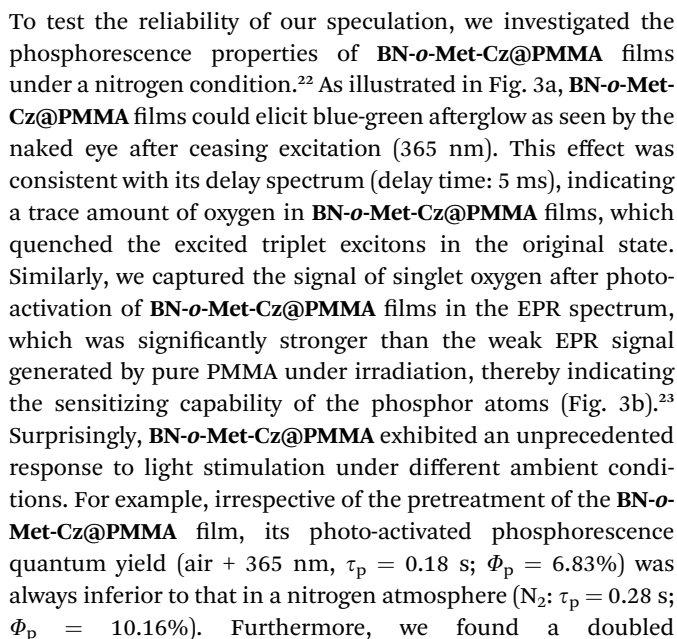 To test the reliability of our speculation, we investigated the
phosphorescence properties of BN-o-Met-Cz@PMMA films
under a nitrogen condition.²² As illustrated in Fig. 3a, BN-o-Met-
Cz@PMMA films could elicit blue-green afterglow as seen by the
naked eye after ceasing excitation (365 nm). This effect was
consistent with its delay spectrum (delay time: 5 ms), indicating
a trace amount of oxygen in BN-o-Met-Cz@PMMA films, which
quenched the excited triplet excitons in the original state.
Similarly, we captured the signal of singlet oxygen after photo-
activation of BN-o-Met-Cz@PMMA films in the EPR spectrum,
which was significantly stronger than the weak EPR signal
generated by pure PMMA under irradiation, thereby indicating
the sensitizing capability of the phosphor atoms (Fig. 3b).²³
Surprisingly, BN-o-Met-Cz@PMMA exhibited an unprecedented
response to light stimulation under different ambient condi-
tions. For example, irrespective of the pretreatment of the BN-o-
Met-Cz@PMMA film, its photo-activated phosphorescence
quantum yield (air + 365 nm, τp = 0.18 s; Φp = 6.83%) was
always inferior to that in a nitrogen atmosphere (N₂: τp = 0.28 s;
Φp = 10.16%). Furthermore, we found a doubled